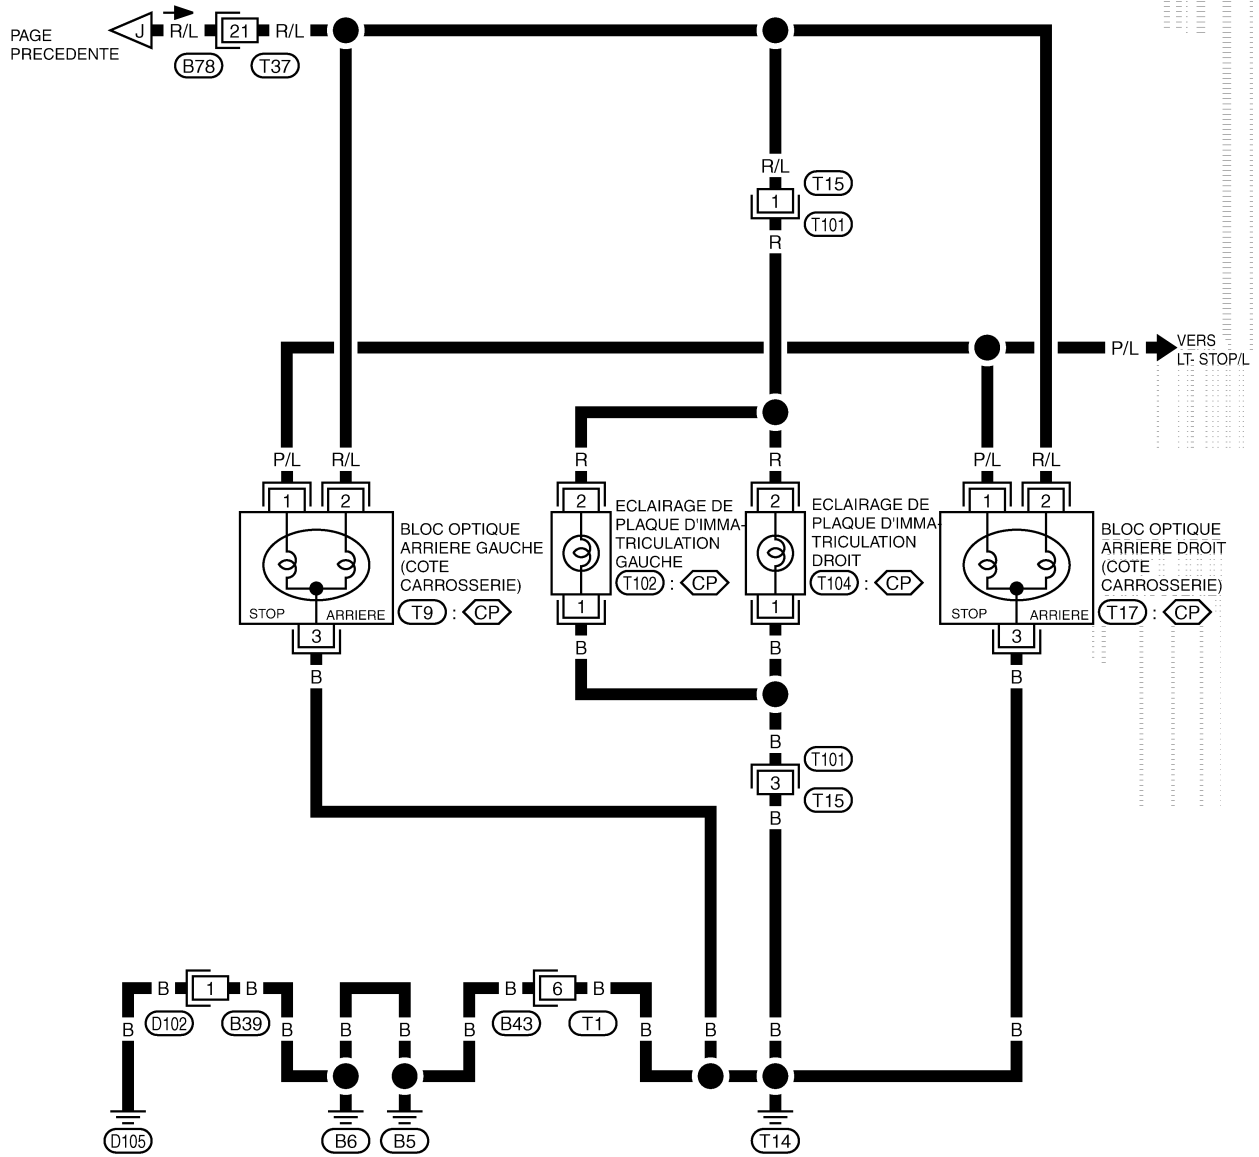 PAGE
PRECEDENTE
J R/L 21 R/L
B78 T37
R/L T15
1
T101
R
P/L VERS
LT- STOP/L
P/L R/L R R P/L R/L
1 2 2 2 1 2
BLOC OPTIQUE
ARRIERE GAUCHE
(COTE
CARROSSERIE)
T9 : CP
STOP ARRIERE
3
B
ECLAIRAGE DE
PLAQUE D'IMMA-
TRICULATION
GAUCHE
T102 : CP
1
B
ECLAIRAGE DE
PLAQUE D'IMMA-
TRICULATION
DROIT
T104 : CP
1
B
BLOC OPTIQUE
ARRIERE DROIT
(COTE
CARROSSERIE)
T17 : CP
STOP ARRIERE
3
B
B T101
3
T15
B
B 1 B B 6 B
D102 B39 B43 T1
B B B B B B B B B
D105 B6 B5 T14